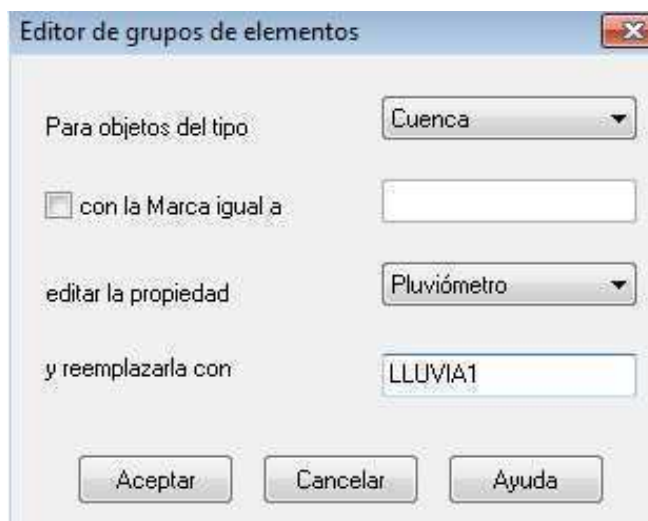 Editor de grupos de elementos
Para objetos del tipo Cuenca
con la Marca igual a
editar la propiedad Pluviómetro
y reemplazarla con LLUVIA1
Aceptar Cancelar Ayuda